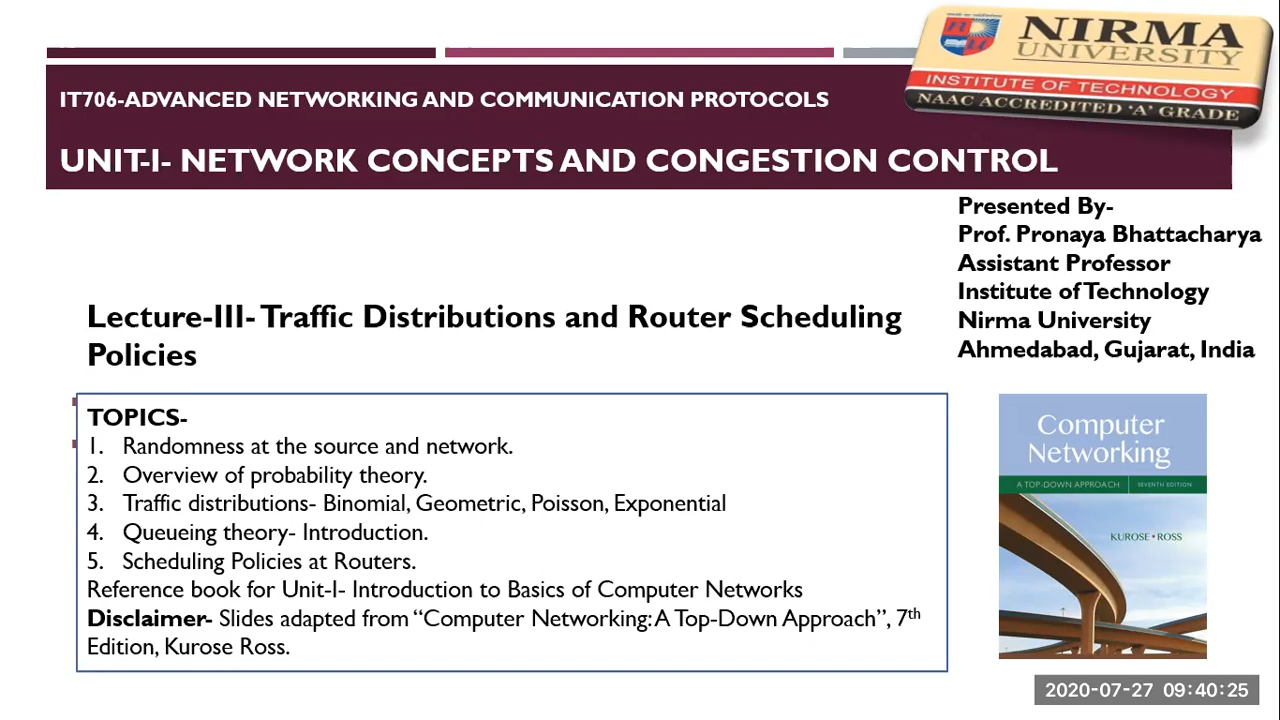 NIRMA
UNIVERSITY
INSTITUTE OF TECHNOLOGY
NAAC ACCREDITED 'A' GRADE
IT706-ADVANCED NETWORKING AND COMMUNICATION PROTOCOLS
UNIT-I- NETWORK CONCEPTS AND CONGESTION CONTROL
Presented By-
Prof. Pronaya Bhattacharya
Assistant Professor
Institute of Technology
Nirma University
Ahmedabad, Gujarat, India
Lecture-III- Traffic Distributions and Router Scheduling
Policies
TOPICS-
1. Randomness at the source and network.
2. Overview of probability theory.
3. Traffic distributions- Binomial, Geometric, Poisson, Exponential
4. Queueing theory- Introduction.
5. Scheduling Policies at Routers.
Reference book for Unit-I- Introduction to Basics of Computer Networks
Disclaimer- Slides adapted from “Computer Networking: A Top-Down Approach”, 7th
Edition, Kurose Ross.
Computer
Networking
A TOP-DOWN APPROACH SEVENTH EDITION
KUROSE • ROSS
2020-07-27 09:40:25